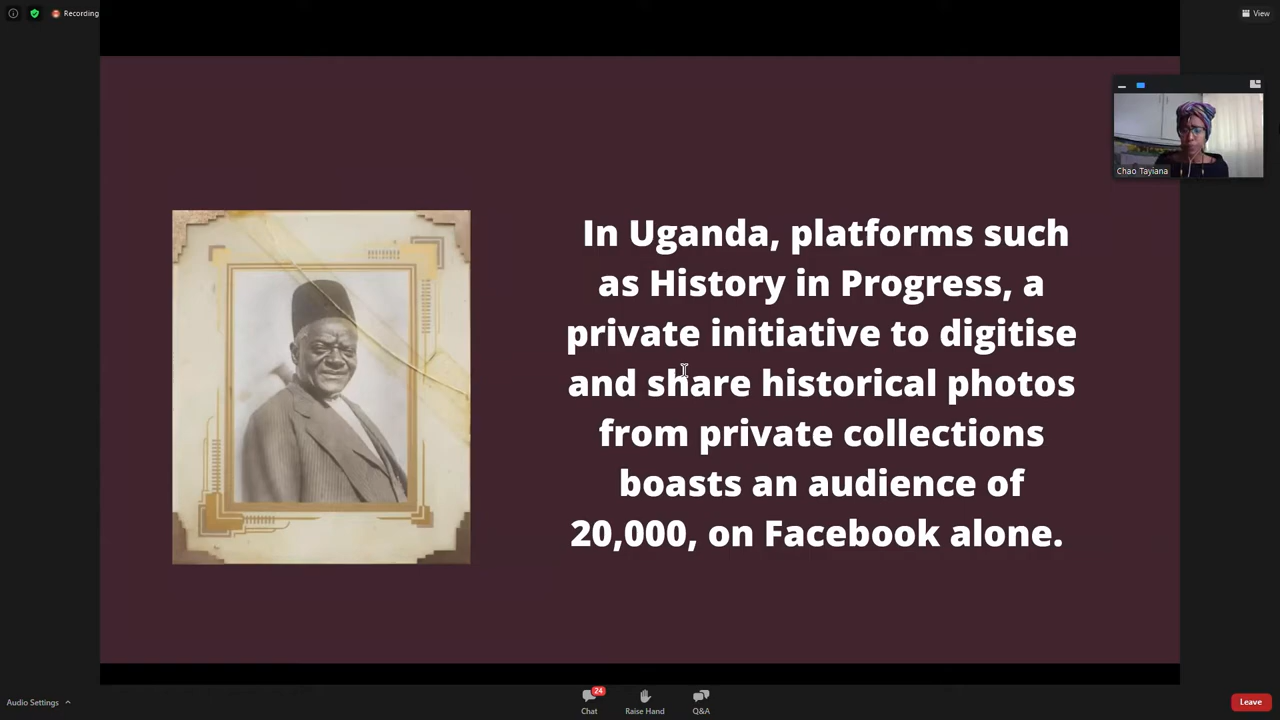 Recording
View
Chao Tayiana
In Uganda, platforms such
as History in Progress, a
private initiative to digitise
and share historical photos
from private collections
boasts an audience of
20,000, on Facebook alone.
Audio Settings
24
Chat
Raise Hand
Q&A
Leave